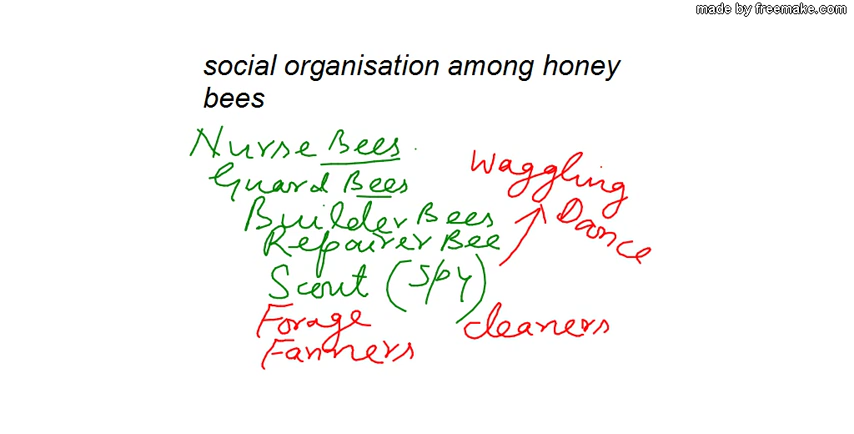 made by freemake.com
social organisation among honey
bees
Nurse Bees
Guard Bees
Builder Bees
Repairer Bee
Scout (Spy)
Forage
Fanners
Waggling
Dance
Cleaners